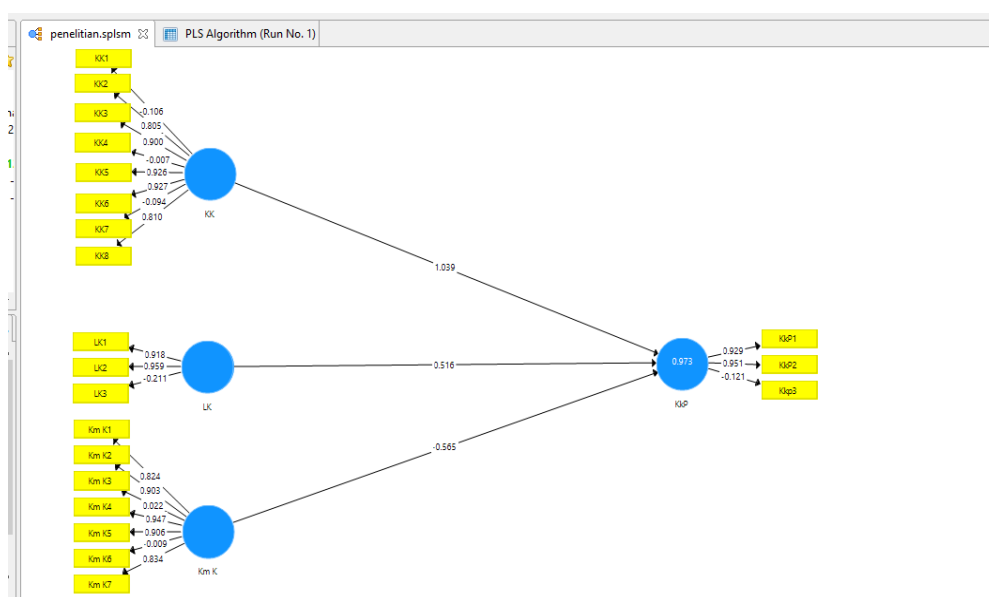 penelitian.splsm
PLS Algorithm (Run No. 1)
KK1
KK2
KK3
KK4
KK5
KK6
KK7
KK8
-0.106
0.805
0.900
-0.007
0.926
0.927
-0.094
0.810
KK
1.039
LK1
LK2
LK3
0.918
0.959
-0.211
LK
0.516
Km K1
Km K2
Km K3
Km K4
Km K5
Km K6
Km K7
0.824
0.903
0.022
0.947
0.906
-0.009
0.834
Km K
-0.565
0.973
KkP
0.929
0.951
-0.121
KkP1
KkP2
Kkp3